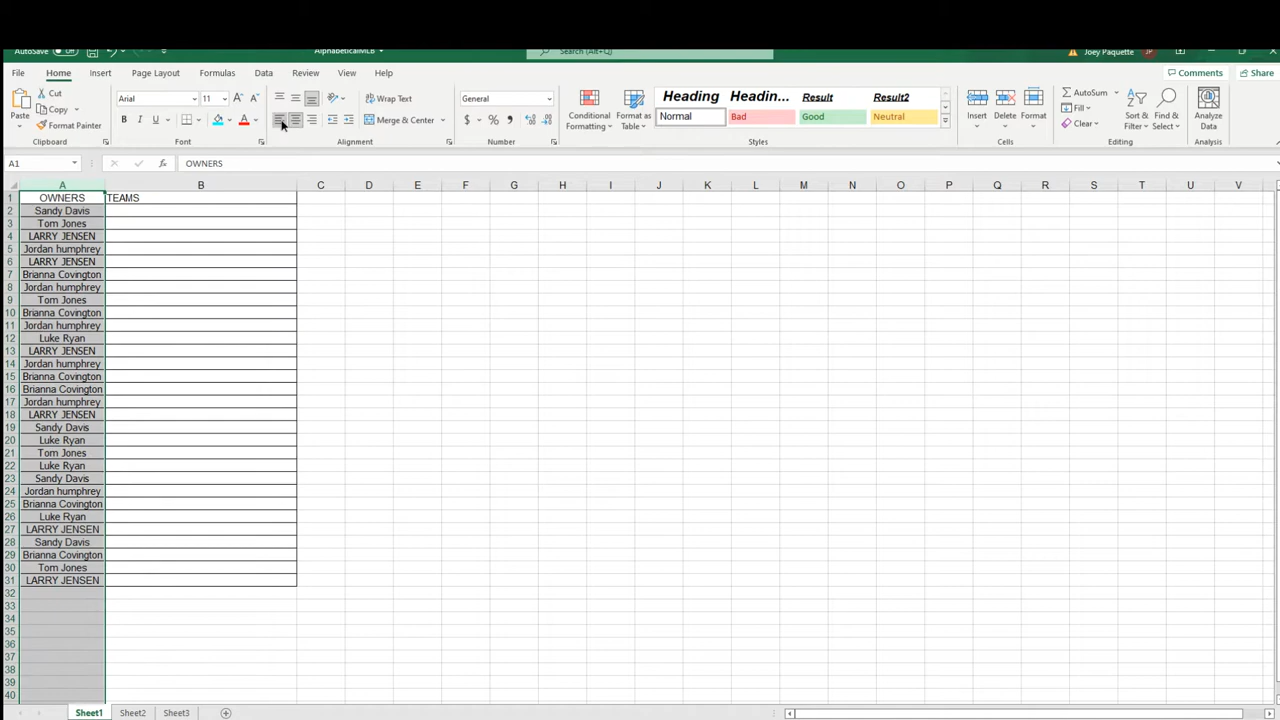 AutoSave Off AlphabeticalMLB Search (Alt+Q) Joey Paquette JP
File Home Insert Page Layout Formulas Data Review View Help Comments Share
Paste Cut Copy Format Painter Clipboard
Arial 11 A A B I U A Font
Wrap Text Merge & Center Alignment
General $ % , Number
Conditional Formatting Format as Table
Heading Headin... Result Result2
Normal Bad Good Neutral Styles
Insert Delete Format Cells
AutoSum Fill Clear Sort & Filter Find & Select Editing
Analyze Data Analysis
A1 fx OWNERS
A B C D E F G H I J K L M N O P Q R S T U V
1 OWNERS TEAMS
2 Sandy Davis
3 Tom Jones
4 LARRY JENSEN
5 Jordan humphrey
6 LARRY JENSEN
7 Brianna Covington
8 Jordan humphrey
9 Tom Jones
10 Brianna Covington
11 Jordan humphrey
12 Luke Ryan
13 LARRY JENSEN
14 Jordan humphrey
15 Brianna Covington
16 Brianna Covington
17 Jordan humphrey
18 LARRY JENSEN
19 Sandy Davis
20 Luke Ryan
21 Tom Jones
22 Luke Ryan
23 Sandy Davis
24 Jordan humphrey
25 Brianna Covington
26 Luke Ryan
27 LARRY JENSEN
28 Sandy Davis
29 Brianna Covington
30 Tom Jones
31 LARRY JENSEN
32
33
34
35
36
37
38
39
40
Sheet1 Sheet2 Sheet3